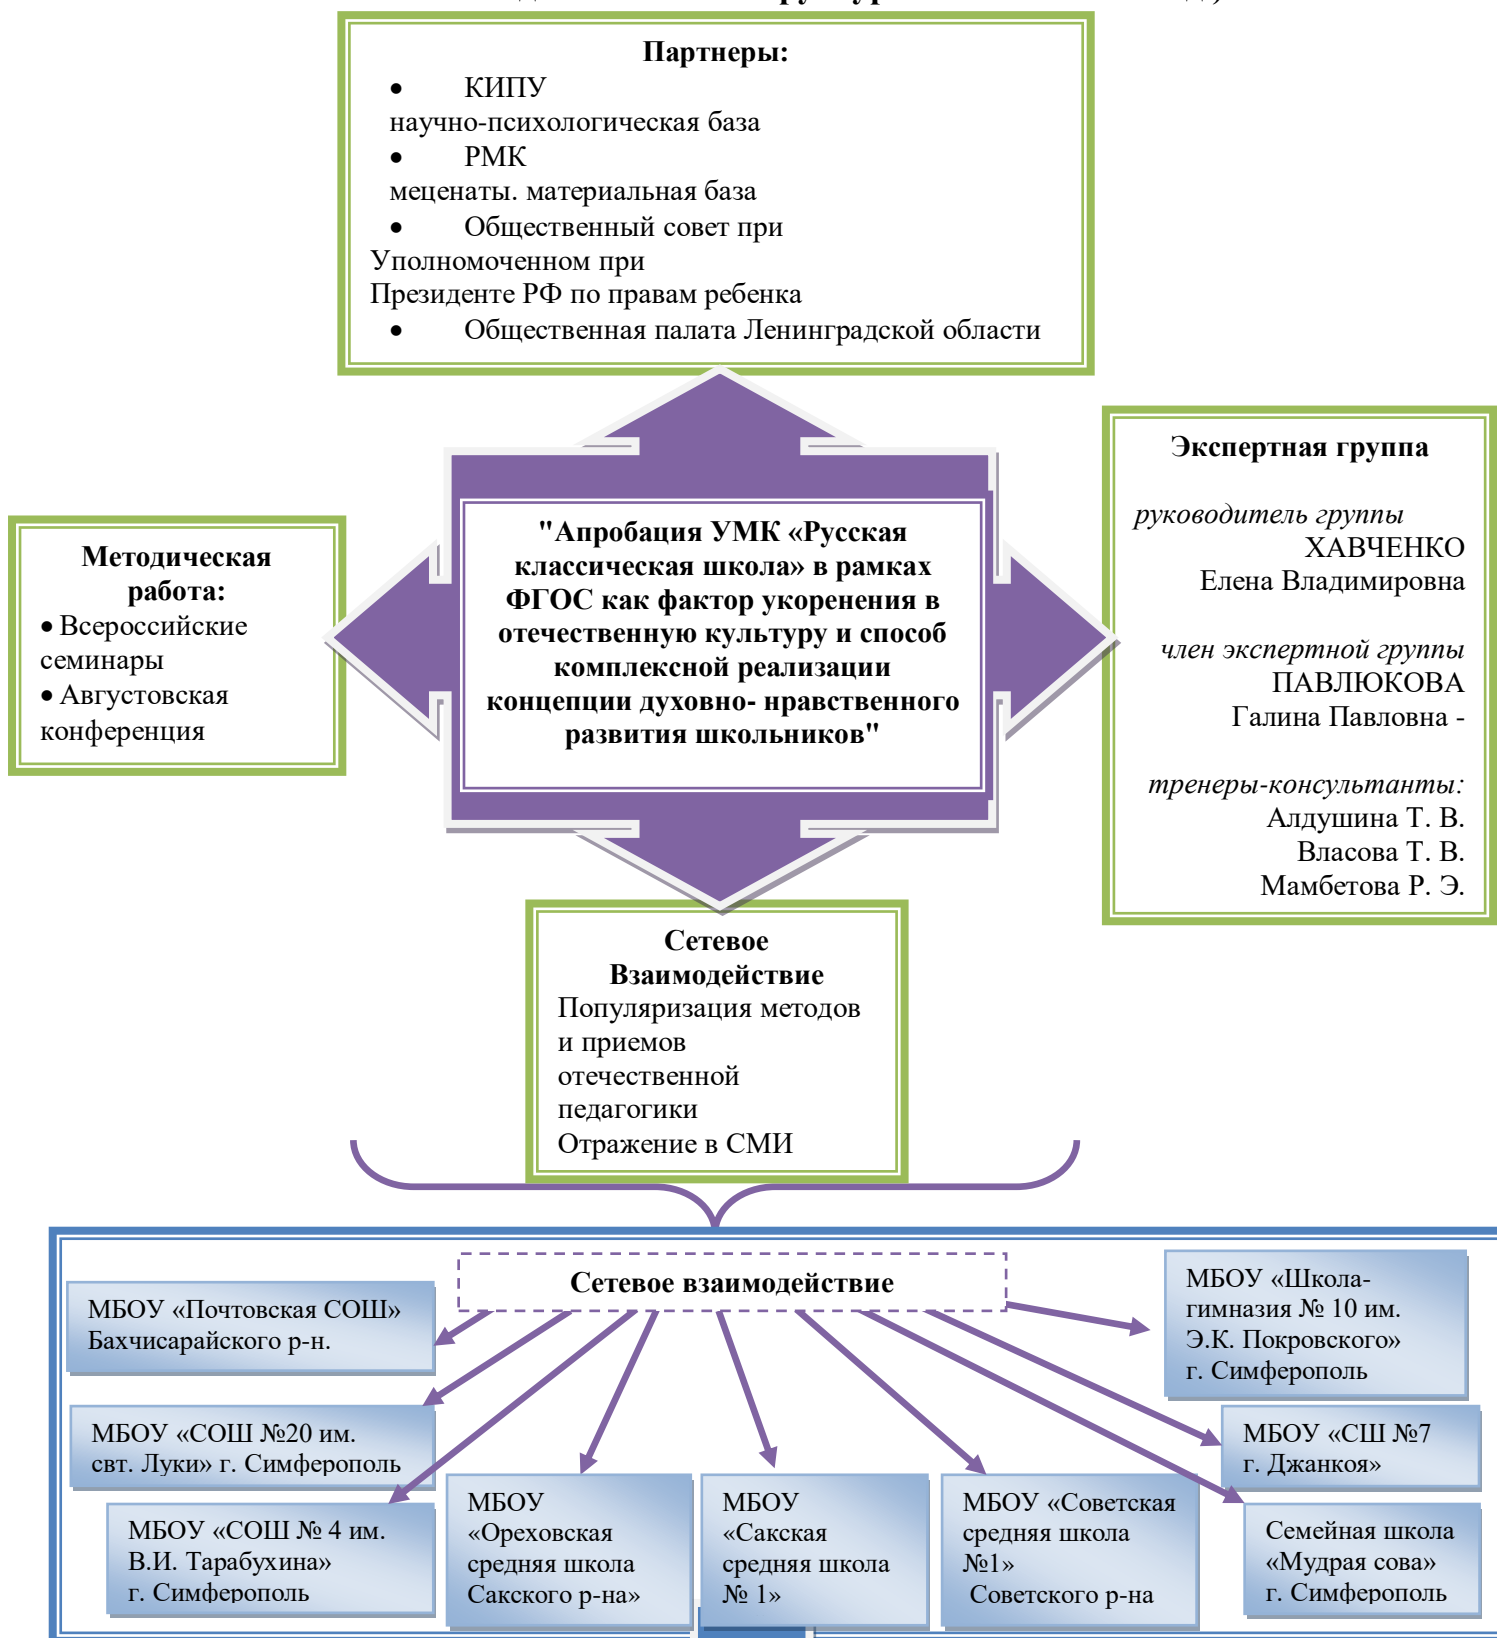 Партнеры:
• КИПУ
научно-психологическая база
• РМК
меценаты. материальная база
• Общественный совет при
Уполномоченном при
Президенте РФ по правам ребенка
• Общественная палата Ленинградской области
Методическая
работа:
• Всероссийские
семинары
• Августовская
конференция
"Апробация УМК «Русская
классическая школа» в рамках
ФГОС как фактор укоренения в
отечественную культуру и способ
комплексной реализации
концепции духовно- нравственного
развития школьников"
Экспертная группа
руководитель группы
ХАВЧЕНКО
Елена Владимировна
член экспертной группы
ПАВЛЮКОВА
Галина Павловна -
тренеры-консультанты:
Алдушина Т. В.
Власова Т. В.
Мамбетова Р. Э.
Сетевое
Взаимодействие
Популяризация методов
и приемов
отечественной
педагогики
Отражение в СМИ
Сетевое взаимодействие
МБОУ «Почтовская СОШ»
Бахчисарайского р-н.
МБОУ «Школа-
гимназия № 10 им.
Э.К. Покровского»
г. Симферополь
МБОУ «СОШ №20 им.
свт. Луки» г. Симферополь
МБОУ «СШ №7
г. Джанкоя»
МБОУ «СОШ № 4 им.
В.И. Тарабухина»
г. Симферополь
МБОУ
«Ореховская
средняя школа
Сакского р-на»
МБОУ
«Сакская
средняя школа
№ 1»
МБОУ «Советская
средняя школа
№1»
Советского р-на
Семейная школа
«Мудрая сова»
г. Симферополь